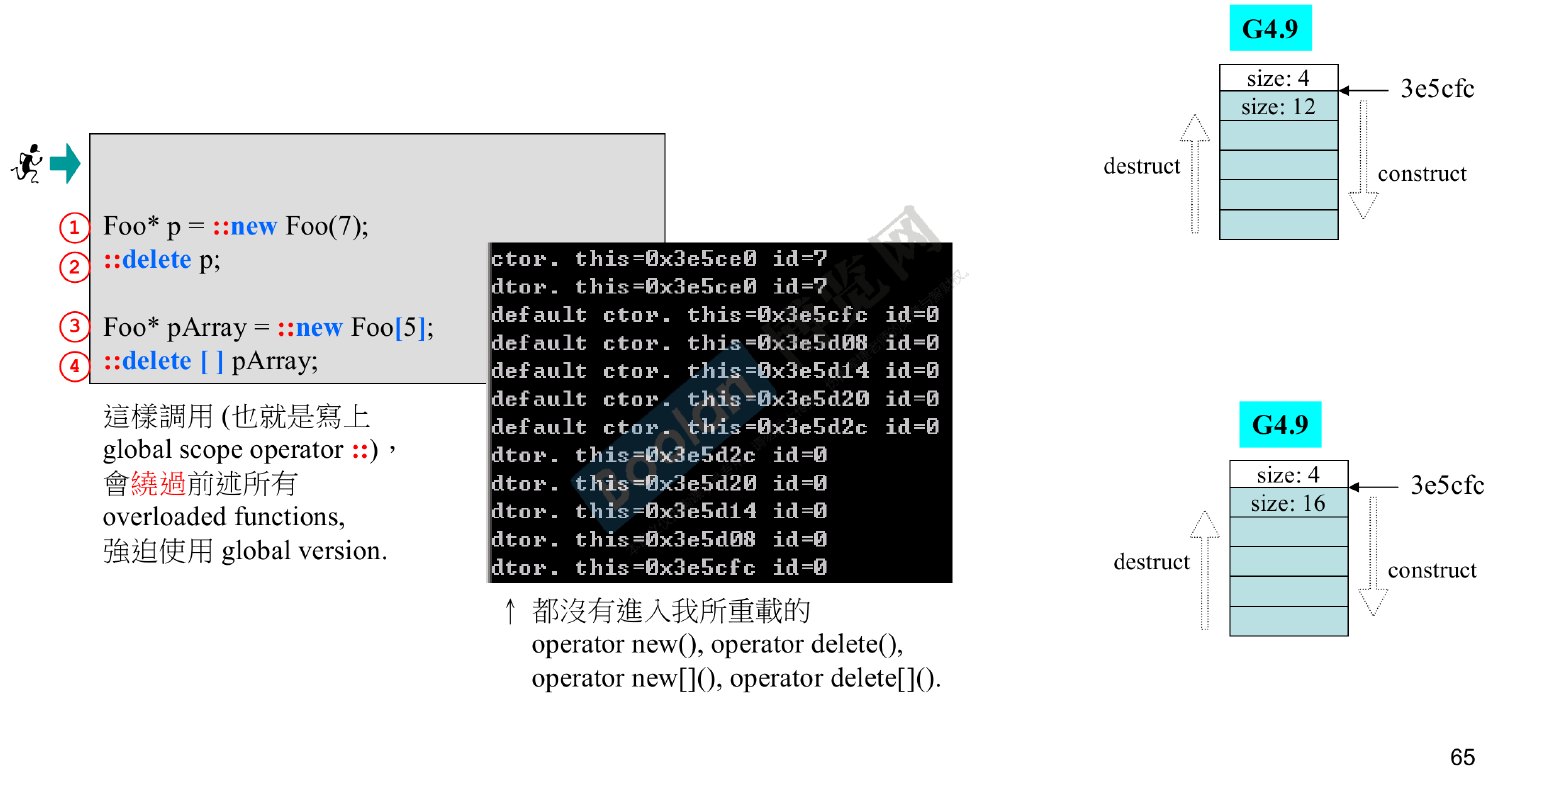 G4.9
size: 4
3e5cfc
size: 12
destruct
construct
① Foo* p = ::new Foo(7);
② ::delete p;
③ Foo* pArray = ::new Foo[5];
④ ::delete [ ] pArray;
ctor. this=0x3e5ce0 id=7
dtor. this=0x3e5ce0 id=7
default ctor. this=0x3e5cfc id=0
default ctor. this=0x3e5d08 id=0
default ctor. this=0x3e5d14 id=0
default ctor. this=0x3e5d20 id=0
default ctor. this=0x3e5d2c id=0
dtor. this=0x3e5d2c id=0
dtor. this=0x3e5d20 id=0
dtor. this=0x3e5d14 id=0
dtor. this=0x3e5d08 id=0
dtor. this=0x3e5cfc id=0
Boolan 博览网
這樣調用 (也就是寫上
global scope operator ::)，
會繞過前述所有
overloaded functions,
強迫使用 global version.
↑ 都沒有進入我所重載的
operator new(), operator delete(),
operator new[](), operator delete[]().
G4.9
size: 4
3e5cfc
size: 16
destruct
construct
65